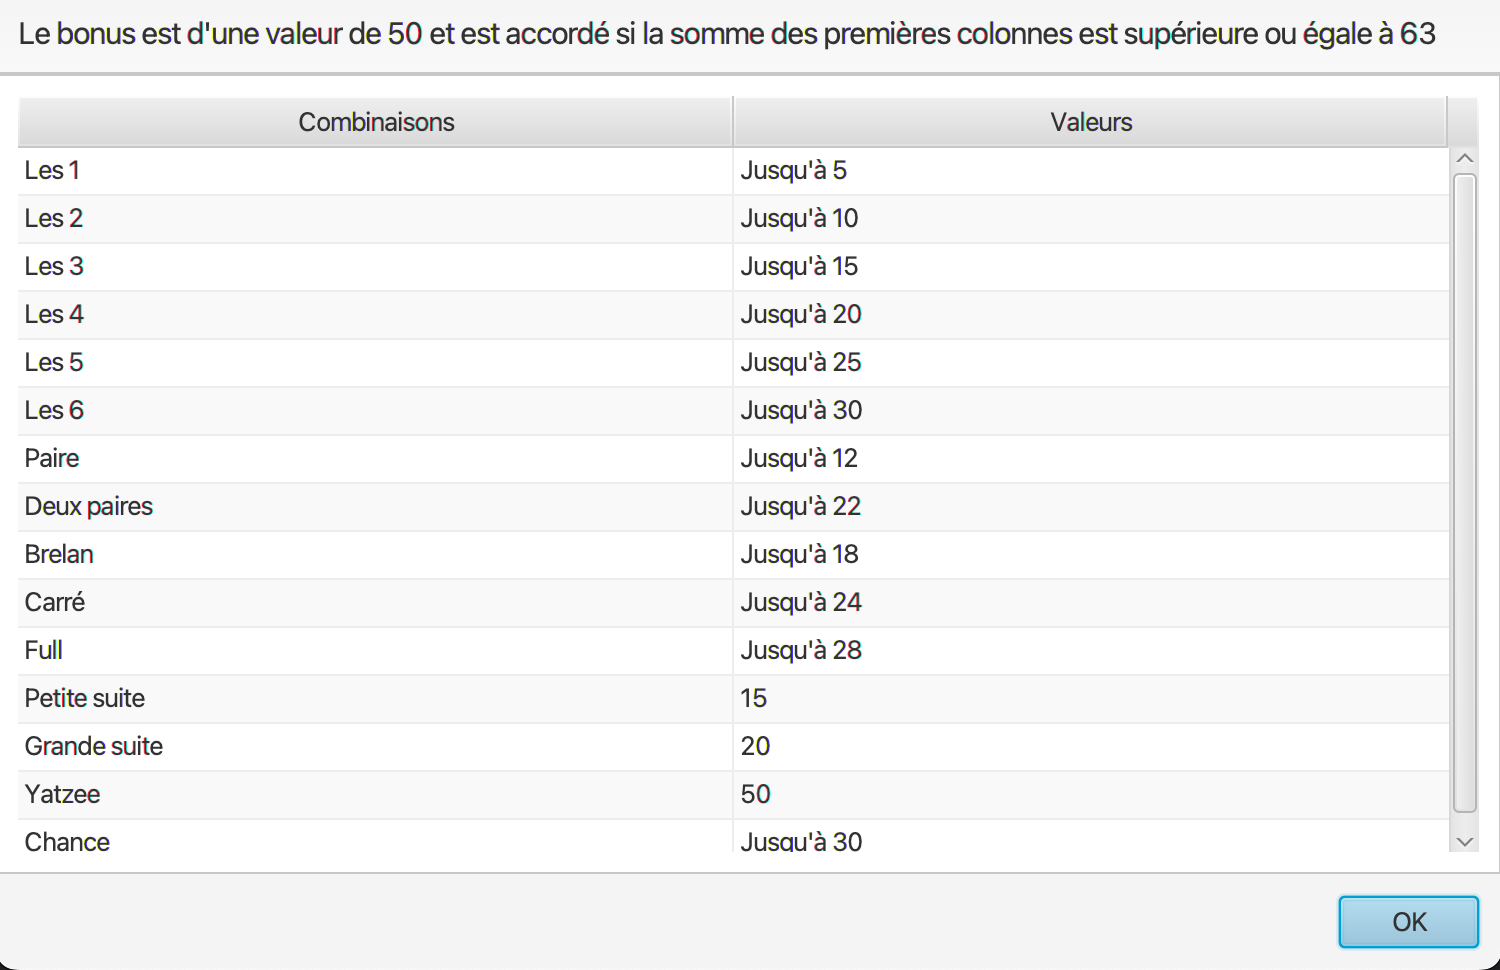 Le bonus est d'une valeur de 50 et est accordé si la somme des premières colonnes est supérieure ou égale à 63
Combinaisons Valeurs
Les 1 Jusqu'à 5
Les 2 Jusqu'à 10
Les 3 Jusqu'à 15
Les 4 Jusqu'à 20
Les 5 Jusqu'à 25
Les 6 Jusqu'à 30
Paire Jusqu'à 12
Deux paires Jusqu'à 22
Brelan Jusqu'à 18
Carré Jusqu'à 24
Full Jusqu'à 28
Petite suite 15
Grande suite 20
Yatzee 50
Chance Jusqu'à 30
OK